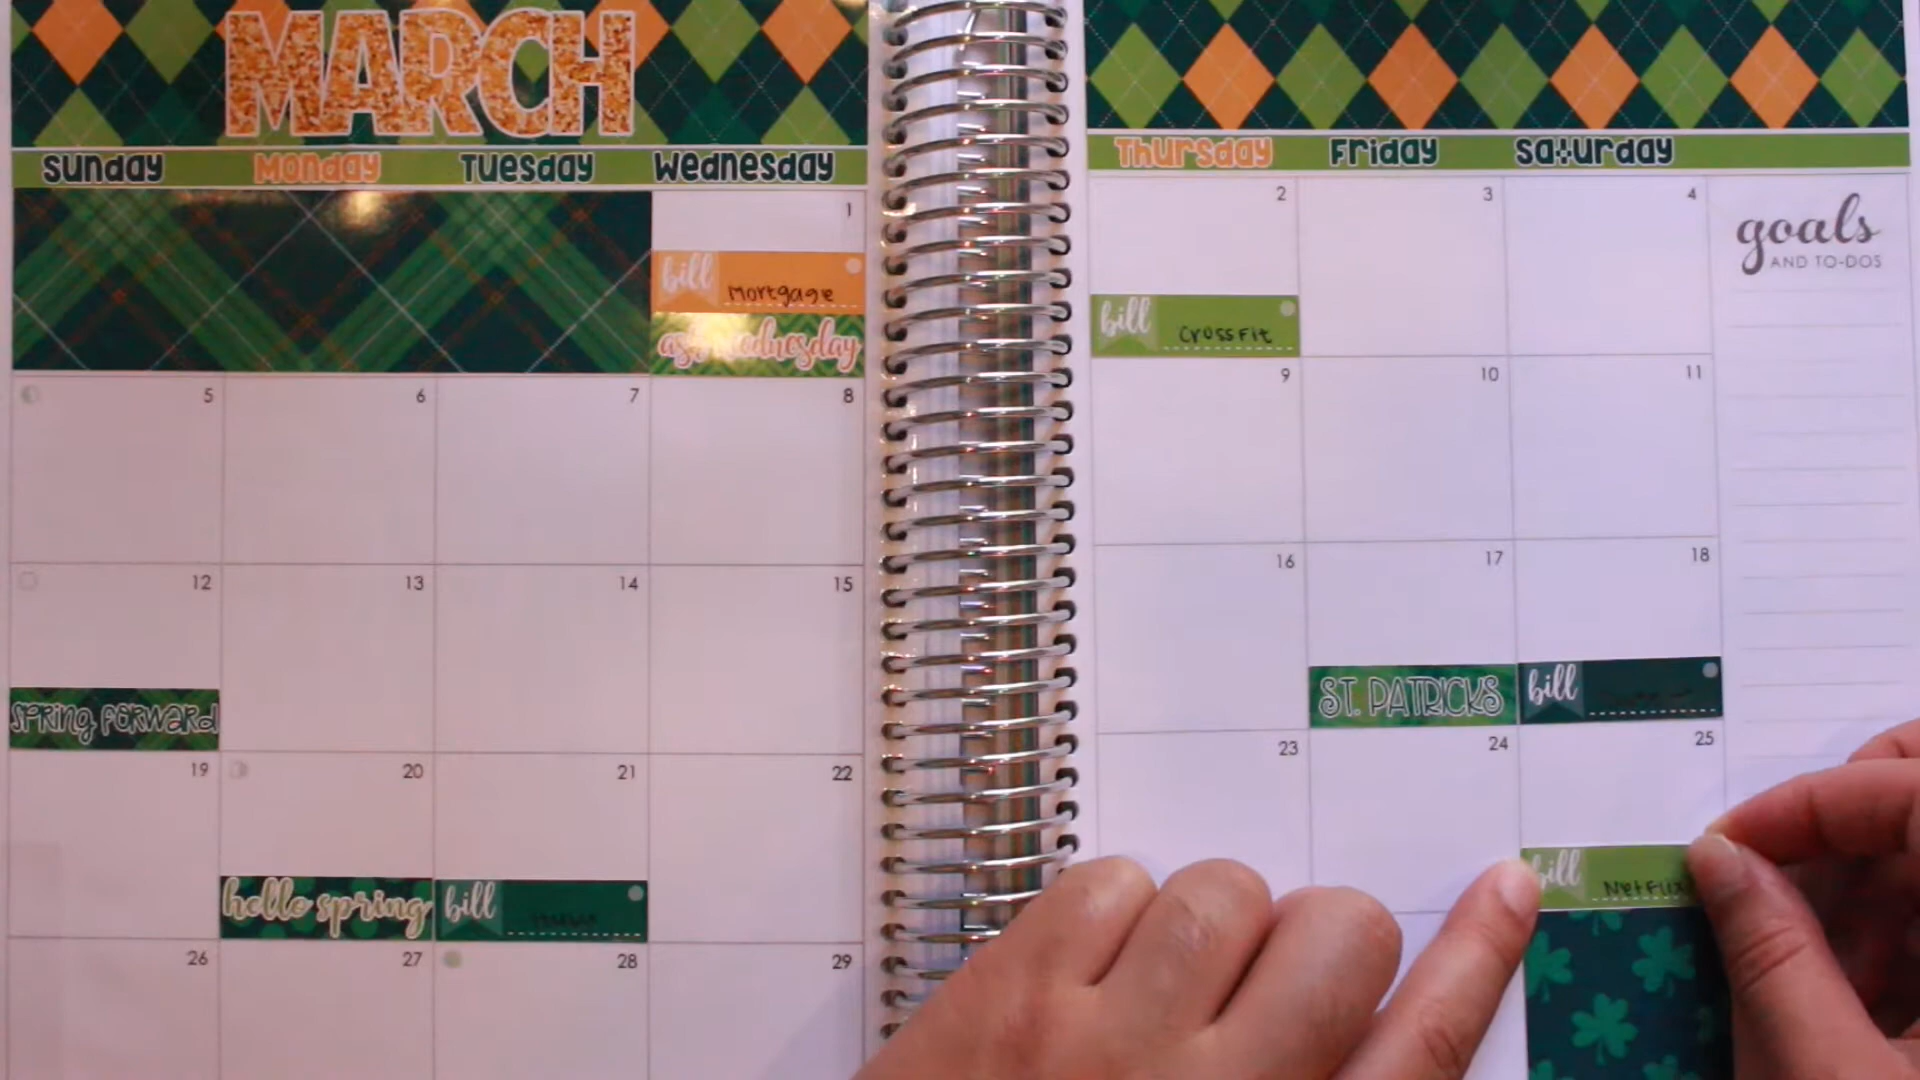 MARCH
Sunday Monday Tuesday Wednesday Thursday Friday Saturday
1 2 3 4
goals
AND TO-DOS
bill Mortgage
ash wednesday
bill CrossFit
5 6 7 8 9 10 11
12 13 14 15 16 17 18
spring forward
ST. PATRICKS
bill
19 20 21 22 23 24 25
hello spring
bill
bill Netflix
26 27 28 29